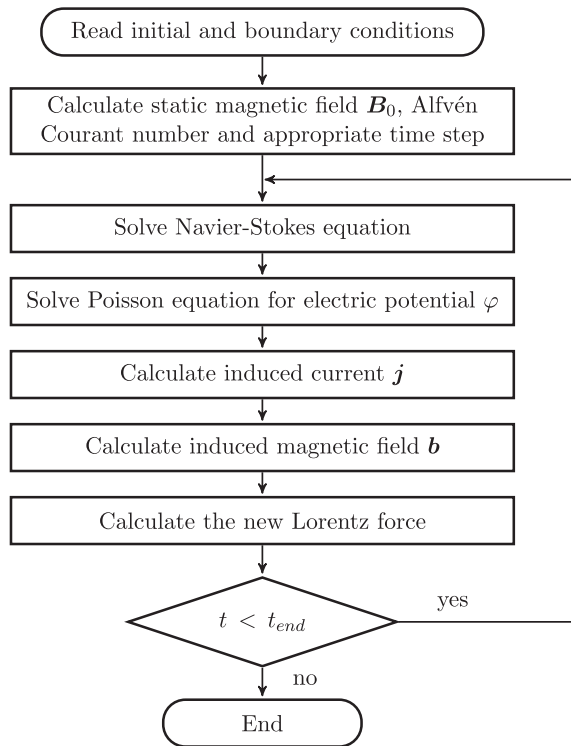 Read initial and boundary conditions
Calculate static magnetic field B₀, Alfvén
Courant number and appropriate time step
Solve Navier-Stokes equation
Solve Poisson equation for electric potential φ
Calculate induced current j
Calculate induced magnetic field b
Calculate the new Lorentz force
t < t_end
yes
no
End